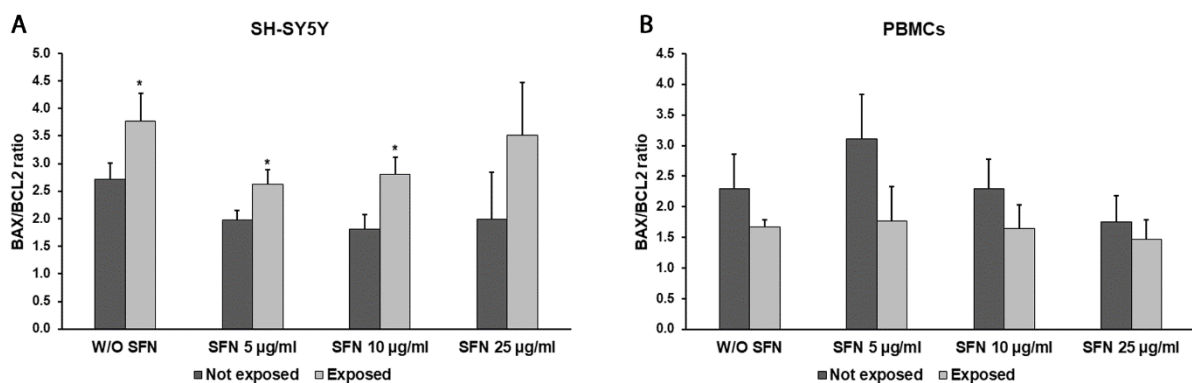 A
SH-SY5Y
BAX/BCL2 ratio
5.0
4.5
4.0
3.5
3.0
2.5
2.0
1.5
1.0
0.5
0.0
*
*
*
W/O SFN SFN 5 µg/ml SFN 10 µg/ml SFN 25 µg/ml
Not exposed Exposed
B
PBMCs
BAX/BCL2 ratio
4.5
4.0
3.5
3.0
2.5
2.0
1.5
1.0
0.5
0.0
W/O SFN SFN 5 µg/ml SFN 10 µg/ml SFN 25 µg/ml
Not exposed Exposed